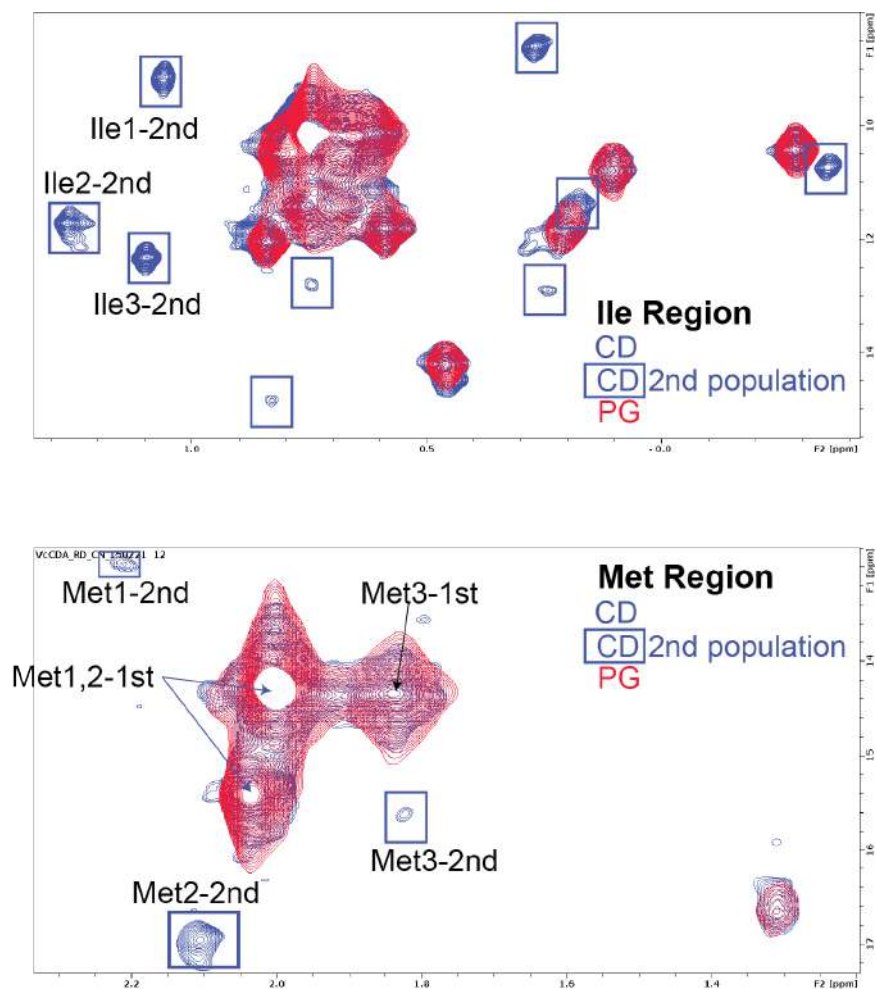 F1 [ppm]
Ile1-2nd
10
Ile2-2nd
12
Ile3-2nd
Ile Region
CD
CD 2nd population
PG
14
1.0
0.5
- 0.0
F2 [ppm]
Met Region
CD
CD 2nd population
PG
F1 [ppm]
Met1-2nd
Met3-1st
14
Met1,2-1st
15
Met3-2nd
16
Met2-2nd
17
2.2
2.0
1.8
1.6
1.4
F2 [ppm]